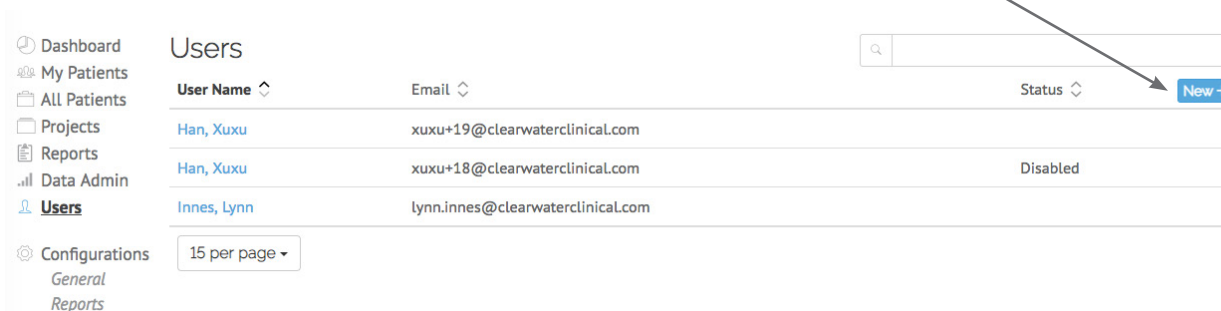 Dashboard
My Patients
All Patients
Projects
Reports
Data Admin
Users
Configurations
General
Reports
Users
User Name Email Status New
Han, Xuxu xuxu+19@clearwaterclinical.com
Han, Xuxu xuxu+18@clearwaterclinical.com Disabled
Innes, Lynn lynn.innes@clearwaterclinical.com
15 per page